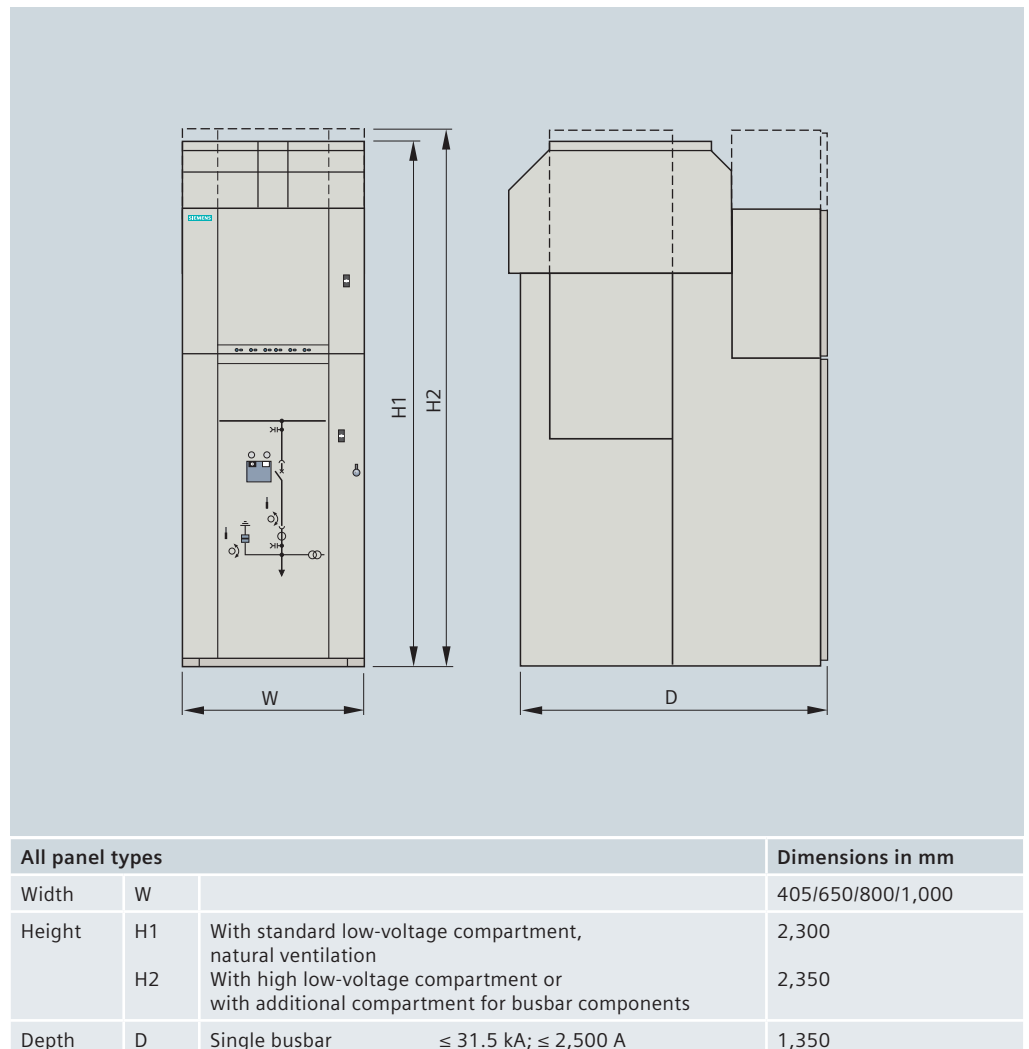 SIEMENS
H1
H2
W
D
All panel types Dimensions in mm
Width W 405/650/800/1,000
Height H1 With standard low-voltage compartment, 2,300
natural ventilation
H2 With high low-voltage compartment or 2,350
with additional compartment for busbar components
Depth D Single busbar ≤ 31.5 kA; ≤ 2,500 A 1,350